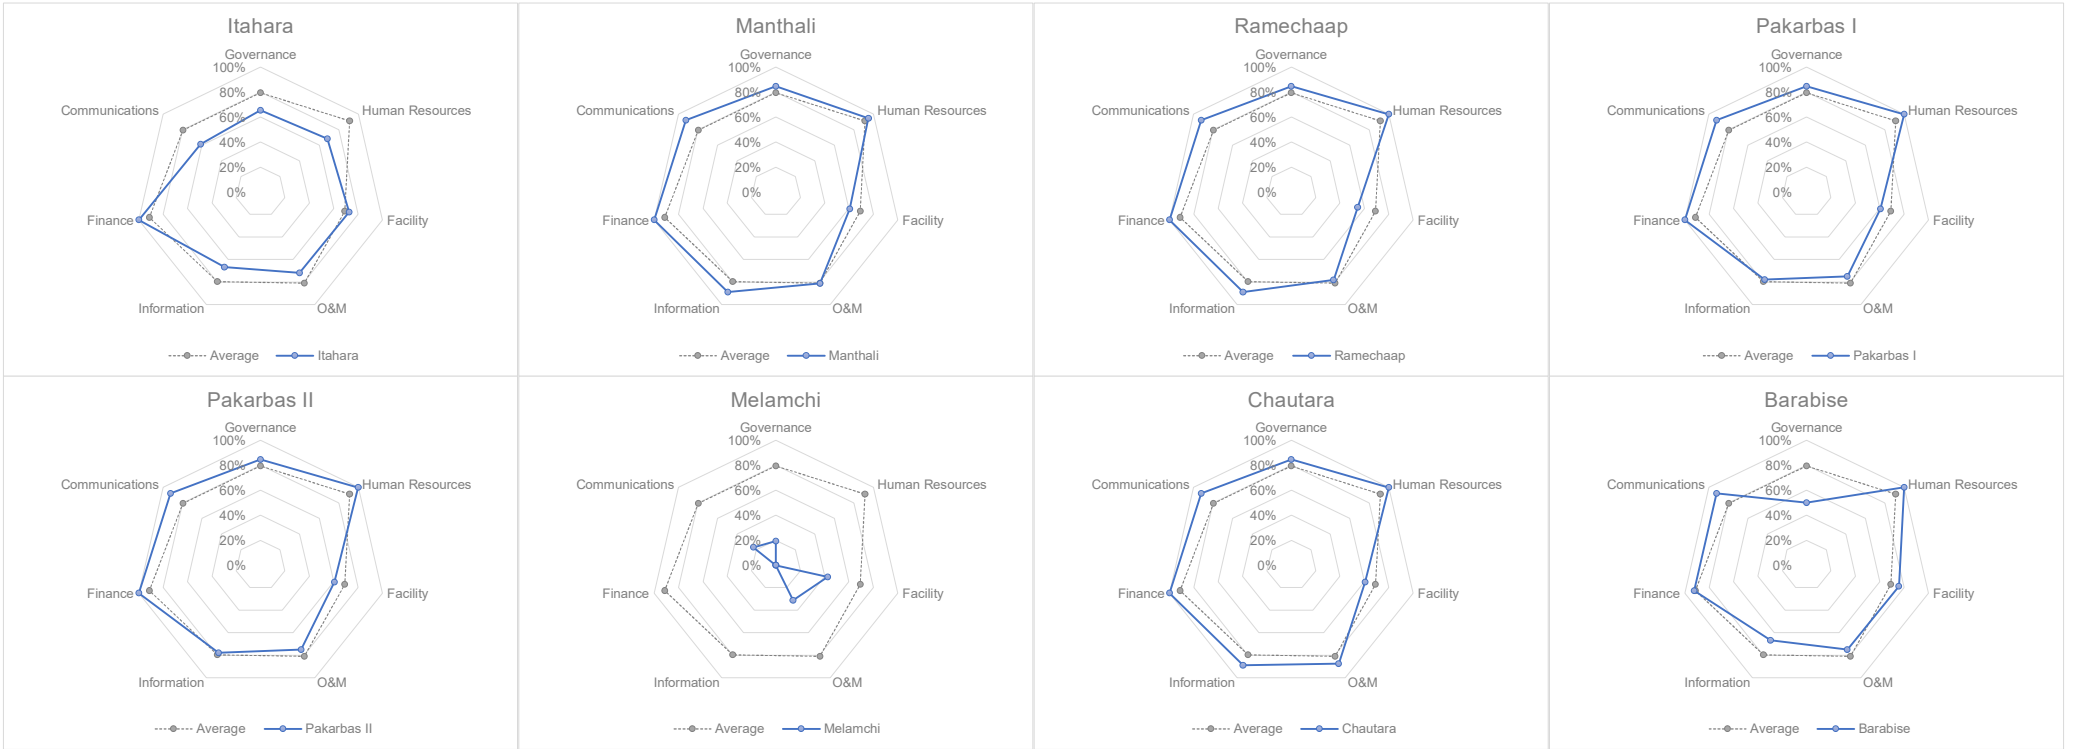 Itahara
Governance
100%
80%
60%
40%
20%
0%
Human Resources
Facility
O&M
Information
Finance
Communications
Average
Itahara
Manthali
Governance
100%
80%
60%
40%
20%
0%
Human Resources
Facility
O&M
Information
Finance
Communications
Average
Manthali
Ramechaap
Governance
100%
80%
60%
40%
20%
0%
Human Resources
Facility
O&M
Information
Finance
Communications
Average
Ramechaap
Pakarbas I
Governance
100%
80%
60%
40%
20%
0%
Human Resources
Facility
O&M
Information
Finance
Communications
Average
Pakarbas I
Pakarbas II
Governance
100%
80%
60%
40%
20%
0%
Human Resources
Facility
O&M
Information
Finance
Communications
Average
Pakarbas II
Melamchi
Governance
100%
80%
60%
40%
20%
0%
Human Resources
Facility
O&M
Information
Finance
Communications
Average
Melamchi
Chautara
Governance
100%
80%
60%
40%
20%
0%
Human Resources
Facility
O&M
Information
Finance
Communications
Average
Chautara
Barabise
Governance
100%
80%
60%
40%
20%
0%
Human Resources
Facility
O&M
Information
Finance
Communications
Average
Barabise